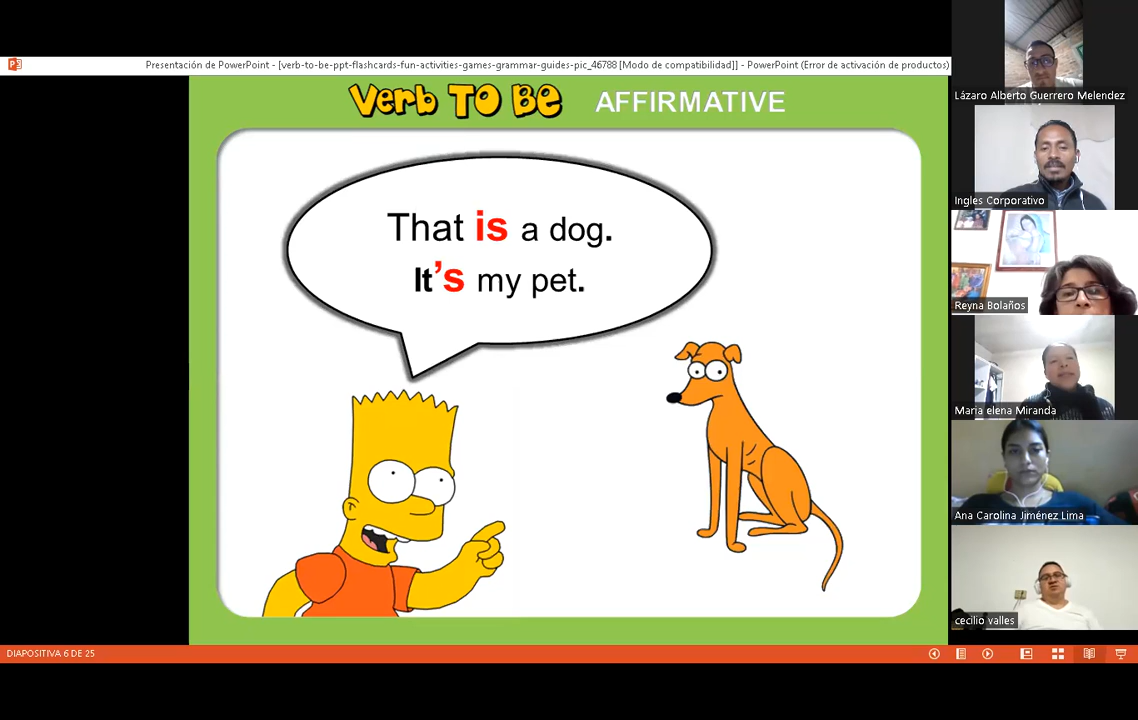 Presentación de PowerPoint - [verb-to-be-ppt-flashcards-fun-activities-games-grammar-guides-pic_46788 [Modo de compatibilidad]] - PowerPoint (Error de activación de productos)
Verb TO Be AFFIRMATIVE
That is a dog.
It's my pet.
Lázaro Alberto Guerrero Melendez
Ingles Corporativo
Reyna Bolaños
Maria elena Miranda
Ana Carolina Jiménez Lima
cecilio valles
DIAPOSITIVA 6 DE 25